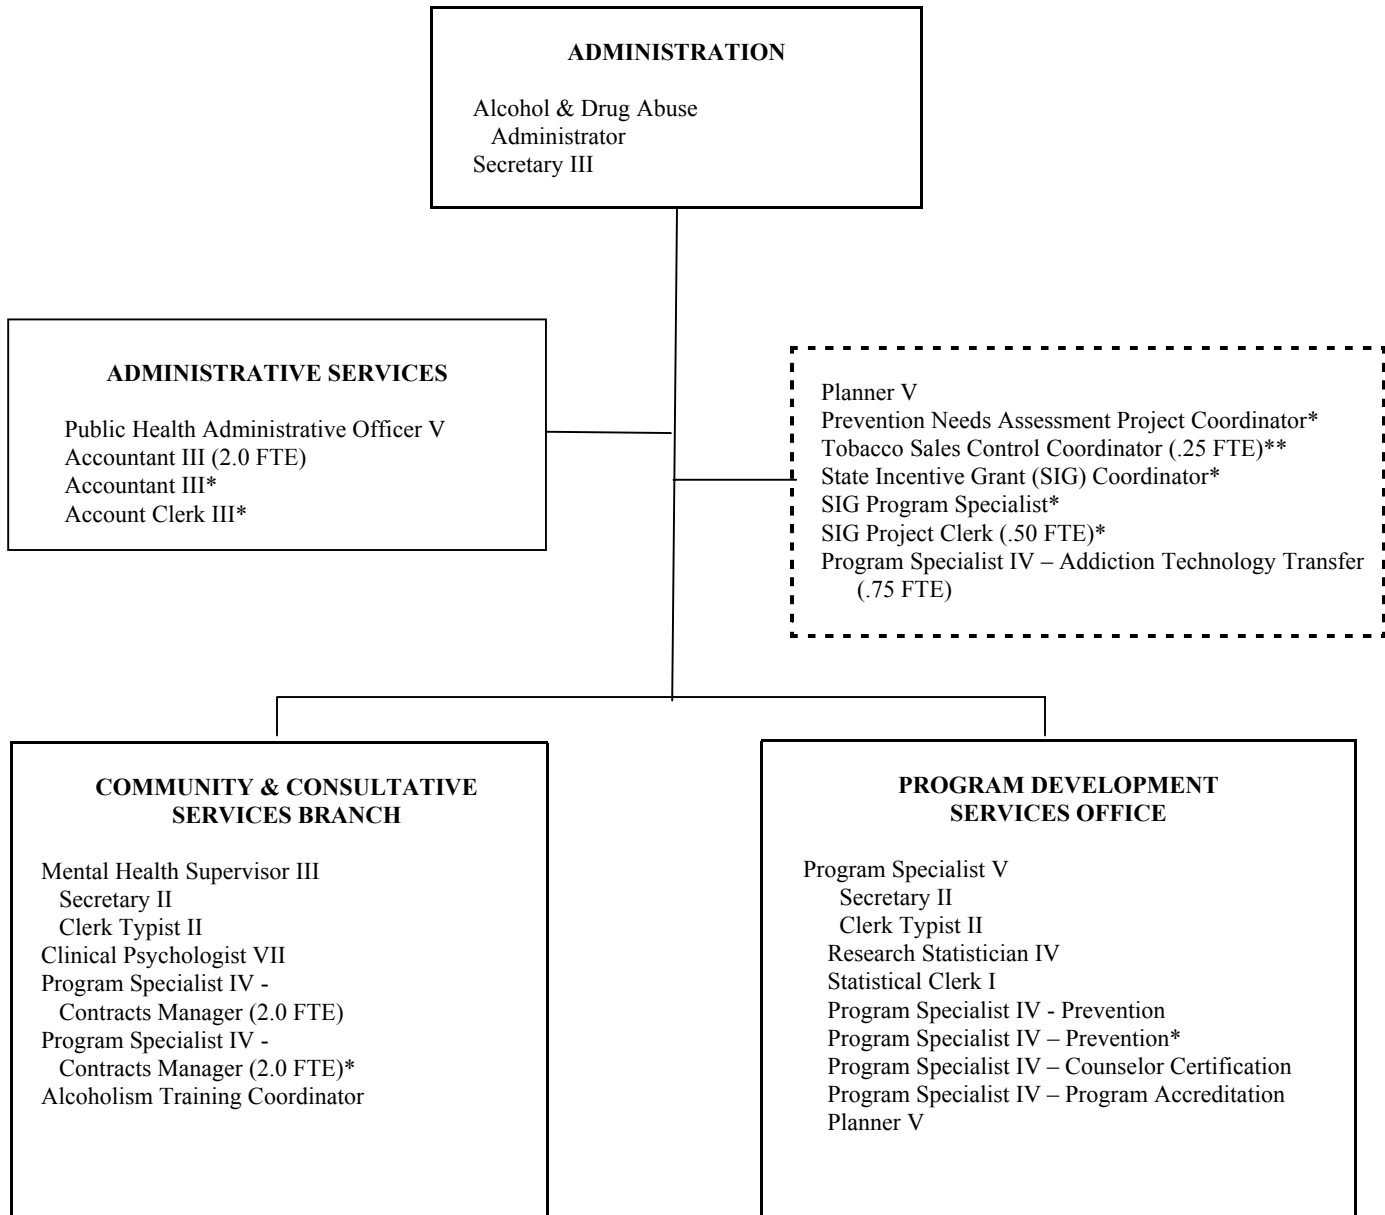 ADMINISTRATION
Alcohol & Drug Abuse
Administrator
Secretary III
ADMINISTRATIVE SERVICES
Public Health Administrative Officer V
Accountant III (2.0 FTE)
Accountant III*
Account Clerk III*
Planner V
Prevention Needs Assessment Project Coordinator*
Tobacco Sales Control Coordinator (.25 FTE)**
State Incentive Grant (SIG) Coordinator*
SIG Program Specialist*
SIG Project Clerk (.50 FTE)*
Program Specialist IV – Addiction Technology Transfer
(.75 FTE)
COMMUNITY & CONSULTATIVE
SERVICES BRANCH
Mental Health Supervisor III
Secretary II
Clerk Typist II
Clinical Psychologist VII
Program Specialist IV -
Contracts Manager (2.0 FTE)
Program Specialist IV -
Contracts Manager (2.0 FTE)*
Alcoholism Training Coordinator
PROGRAM DEVELOPMENT
SERVICES OFFICE
Program Specialist V
Secretary II
Clerk Typist II
Research Statistician IV
Statistical Clerk I
Program Specialist IV - Prevention
Program Specialist IV – Prevention*
Program Specialist IV – Counselor Certification
Program Specialist IV – Program Accreditation
Planner V